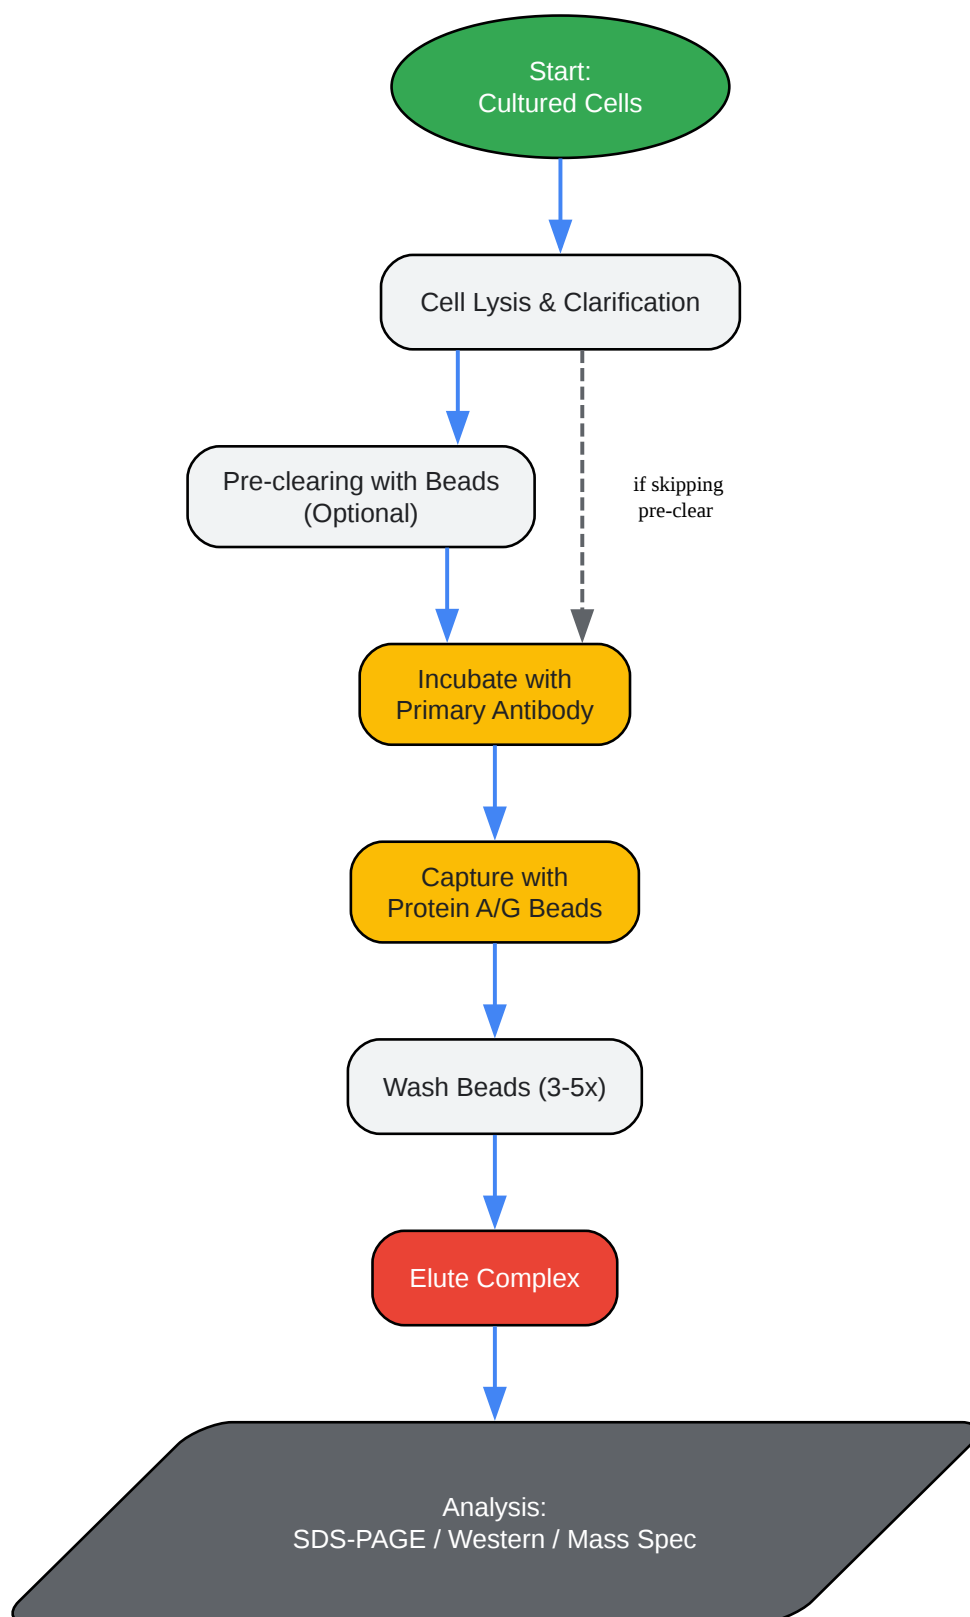 Start:
Cultured Cells
Cell Lysis & Clarification
Pre-clearing with Beads
(Optional)
if skipping
pre-clear
Incubate with
Primary Antibody
Capture with
Protein A/G Beads
Wash Beads (3-5x)
Elute Complex
Analysis:
SDS-PAGE / Western / Mass Spec